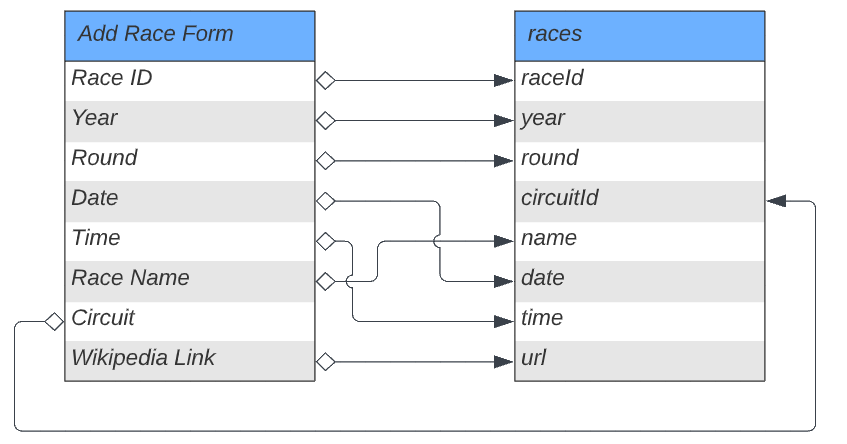 Add Race Form
Race ID
Year
Round
Date
Time
Race Name
Circuit
Wikipedia Link
races
raceId
year
round
circuitId
name
date
time
url